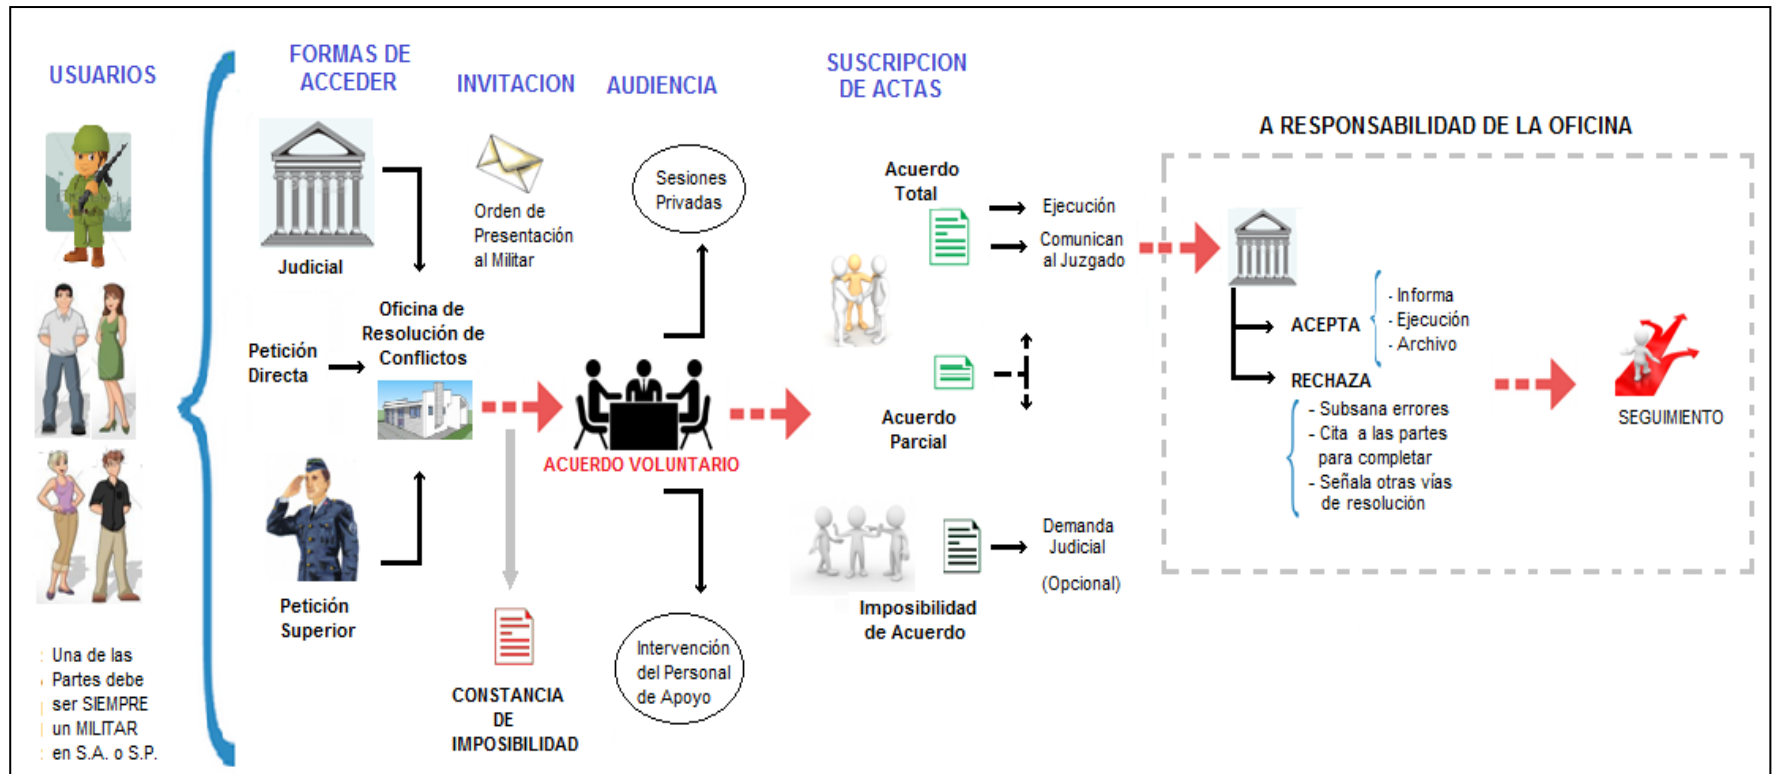 USUARIOS
Una de las
Partes debe
ser SIEMPRE
un MILITAR
en S.A. o S.P.
FORMAS DE
ACCEDER
Judicial
Petición
Directa
Oficina de
Resolución de
Conflictos
Petición
Superior
INVITACION
Orden de
Presentación
al Militar
CONSTANCIA
DE
IMPOSIBILIDAD
AUDIENCIA
Sesiones
Privadas
ACUERDO VOLUNTARIO
Intervención
del Personal
de Apoyo
SUSCRIPCION
DE ACTAS
Acuerdo
Total
Ejecución
Comunican
al Juzgado
Acuerdo
Parcial
Imposibilidad
de Acuerdo
Demanda
Judicial
(Opcional)
A RESPONSABILIDAD DE LA OFICINA
ACEPTA
- Informa
- Ejecución
- Archivo
RECHAZA
- Subsana errores
- Cita a las partes
para completar
- Señala otras vías
de resolución
SEGUIMIENTO